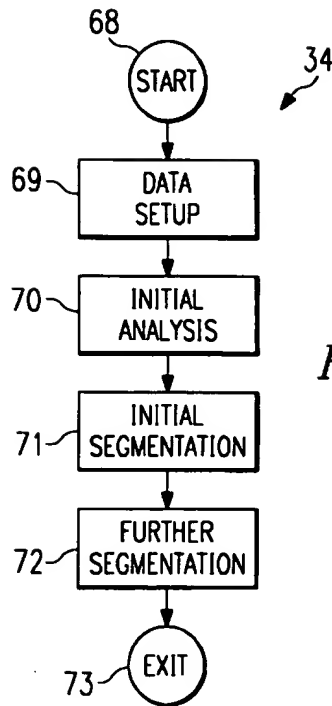 68
START
34
69
DATA
SETUP
70
INITIAL
ANALYSIS
71
INITIAL
SEGMENTATION
72
FURTHER
SEGMENTATION
73
EXIT